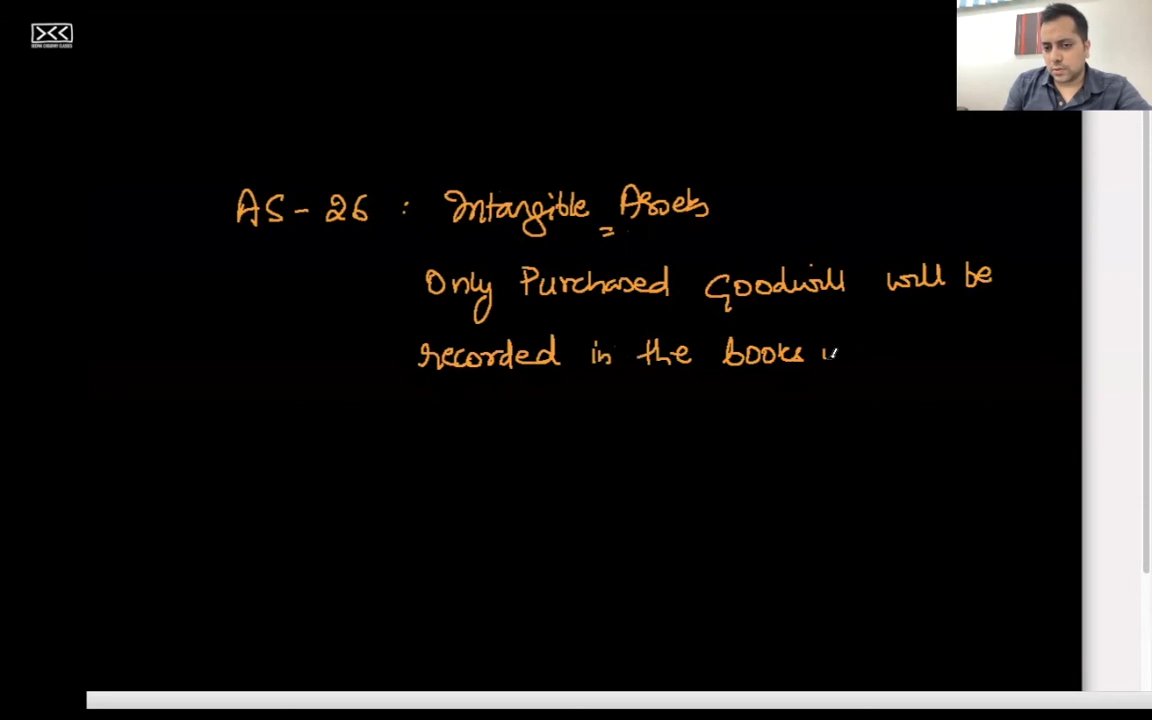 AS - 26 : Intangible Assets
Only Purchased Goodwill will be
recorded in the books